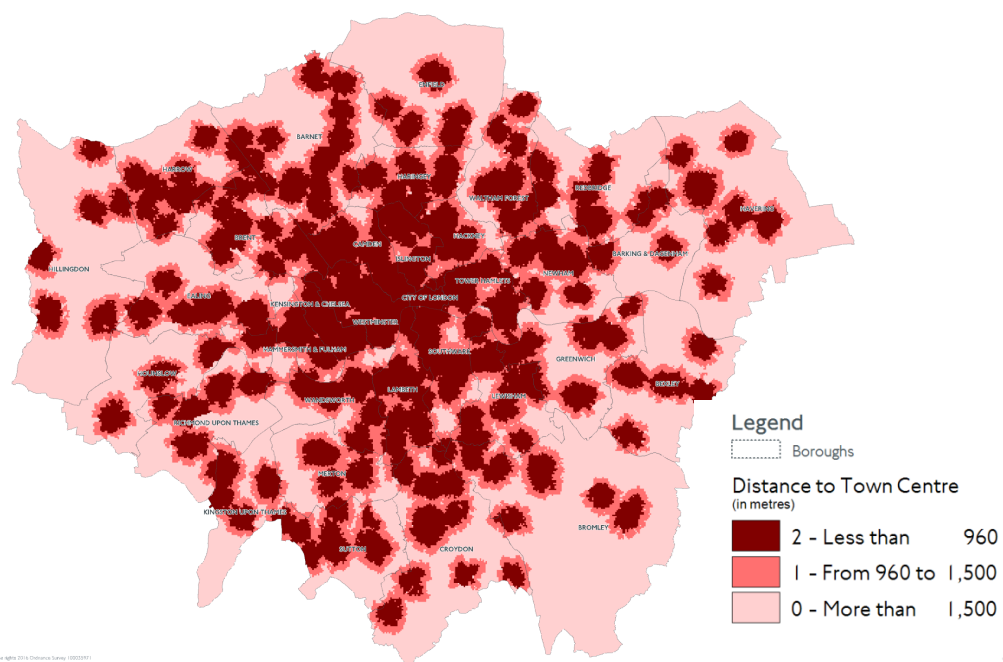 ENFIELD
BARNET
HARROW
HARINGEY
WALTHAM FOREST
REDBRIDGE
HAVERING
BRENT
CAMDEN
HACKNEY
ISLINGTON
BARKING & DAGENHAM
HILLINGDON
NEWHAM
TOWER HAMLETS
EALING
KENSINGTON & CHELSEA
CITY OF LONDON
WESTMINSTER
HAMMERSMITH & FULHAM
SOUTHWARK
GREENWICH
HOUNSLOW
BEXLEY
LAMBETH
WANDSWORTH
LEWISHAM
RICHMOND UPON THAMES
MERTON
KINGSTON UPON THAMES
BROMLEY
SUTTON
CROYDON
Legend
Boroughs
Distance to Town Centre
(in metres)
2 - Less than 960
1 - From 960 to 1,500
0 - More than 1,500